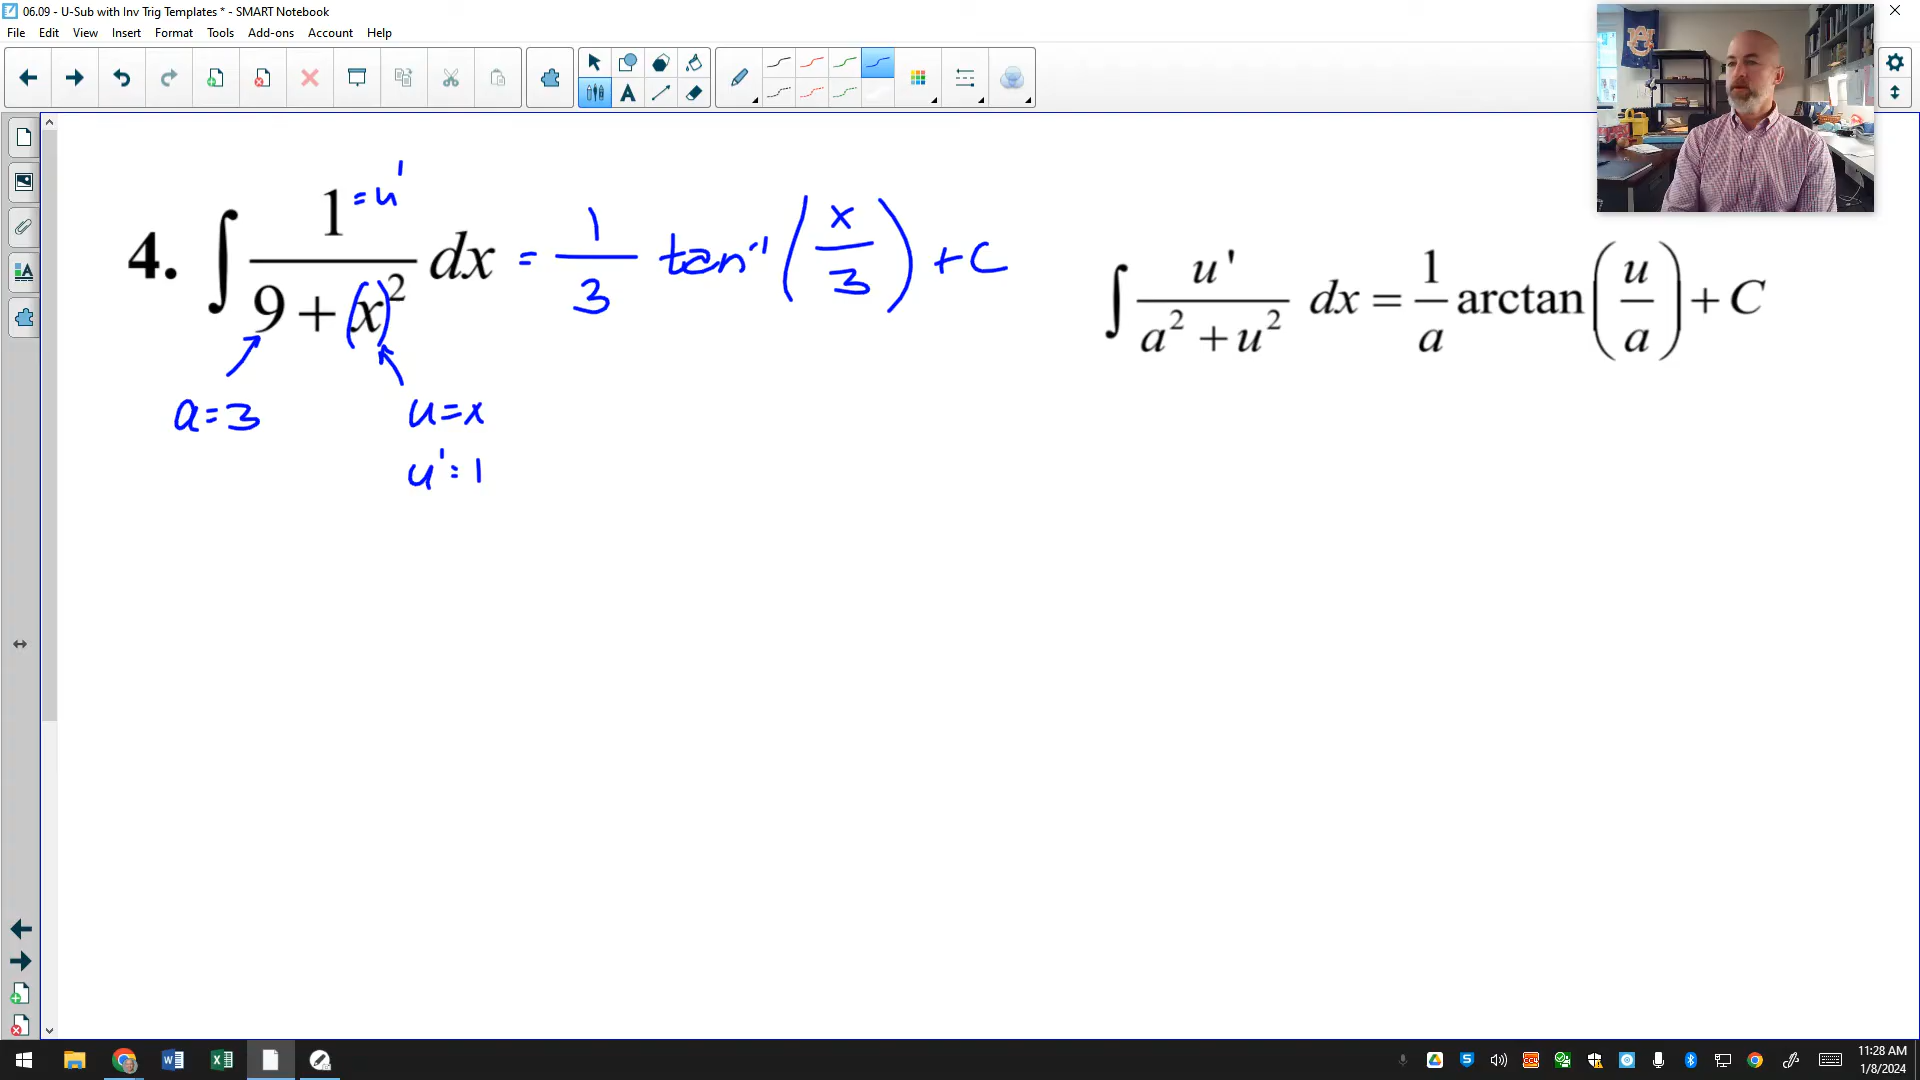 06.09 - U-Sub with Inv Trig Templates * - SMART Notebook
File Edit View Insert Format Tools Add-ons Account Help
4. ∫ 1 / (9 + (x)²) dx = 1/3 tan⁻¹ (x/3) + C
= u'
a = 3
u = x
u' = 1
∫ u' / (a² + u²) dx = 1/a arctan (u/a) + C
11:28 AM
1/8/2024